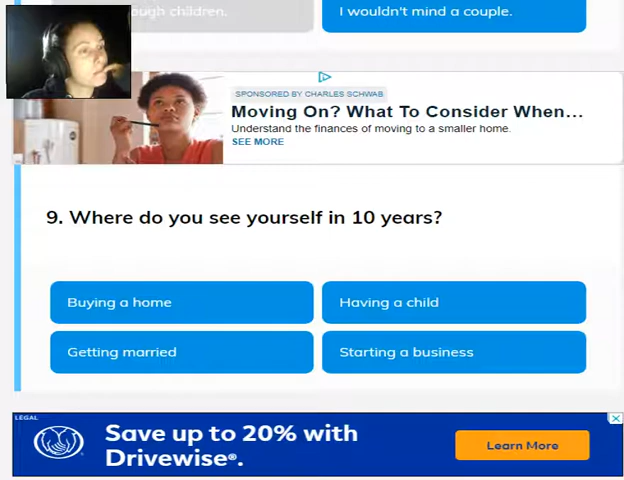 ough children.
I wouldn't mind a couple.
SPONSORED BY CHARLES SCHWAB
Moving On? What To Consider When...
Understand the finances of moving to a smaller home.
SEE MORE
9. Where do you see yourself in 10 years?
Buying a home
Having a child
Getting married
Starting a business
LEGAL
Save up to 20% with
Drivewise®.
Learn More